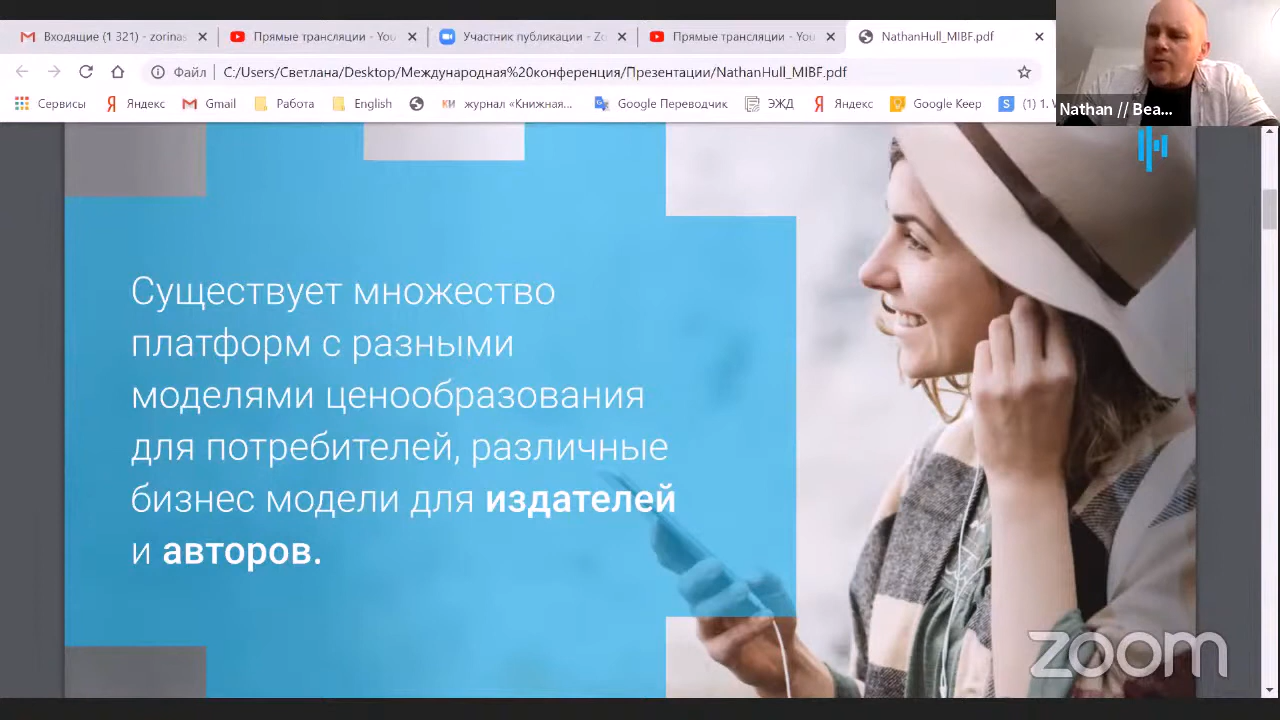 Входящие (1 321) - zorinas
Прямые трансляции - You
Участник публикации - Zo
Прямые трансляции - You
NathanHull_MIBF.pdf
Файл
C:/Users/Светлана/Desktop/Международная%20конференция/Презентации/NathanHull_MIBF.pdf
Сервисы
Яндекс
Gmail
Работа
English
журнал «Книжная...
Google Переводчик
ЭЖД
Яндекс
Google Keep
(1) 1. V
Nathan // Bea...
Существует множество
платформ с разными
моделями ценообразования
для потребителей, различные
бизнес модели для издателей
и авторов.
zoom